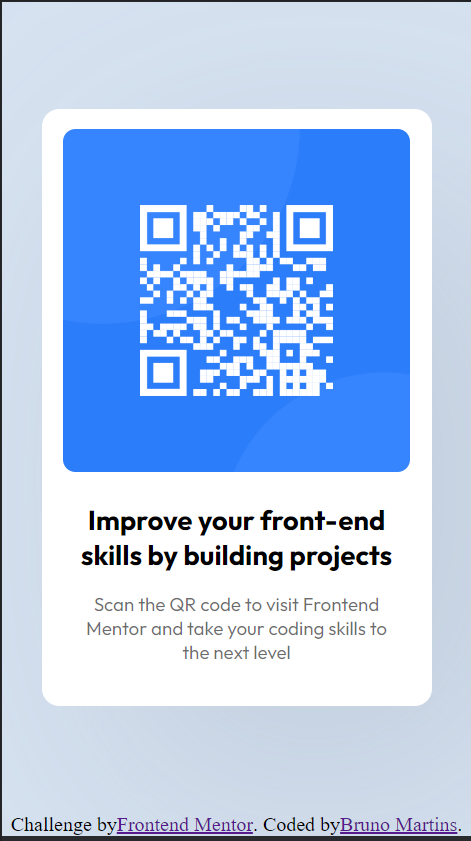 Improve your front-end
skills by building projects
Scan the QR code to visit Frontend
Mentor and take your coding skills to
the next level
Challenge byFrontend Mentor. Coded byBruno Martins.